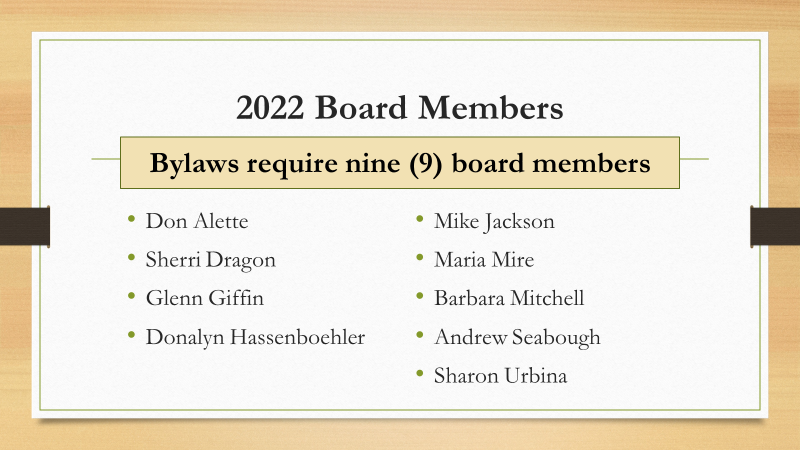 2022 Board Members
Bylaws require nine (9) board members
• Don Alette
• Sherri Dragon
• Glenn Giffin
• Donalyn Hassenboehler
• Mike Jackson
• Maria Mire
• Barbara Mitchell
• Andrew Seabough
• Sharon Urbina